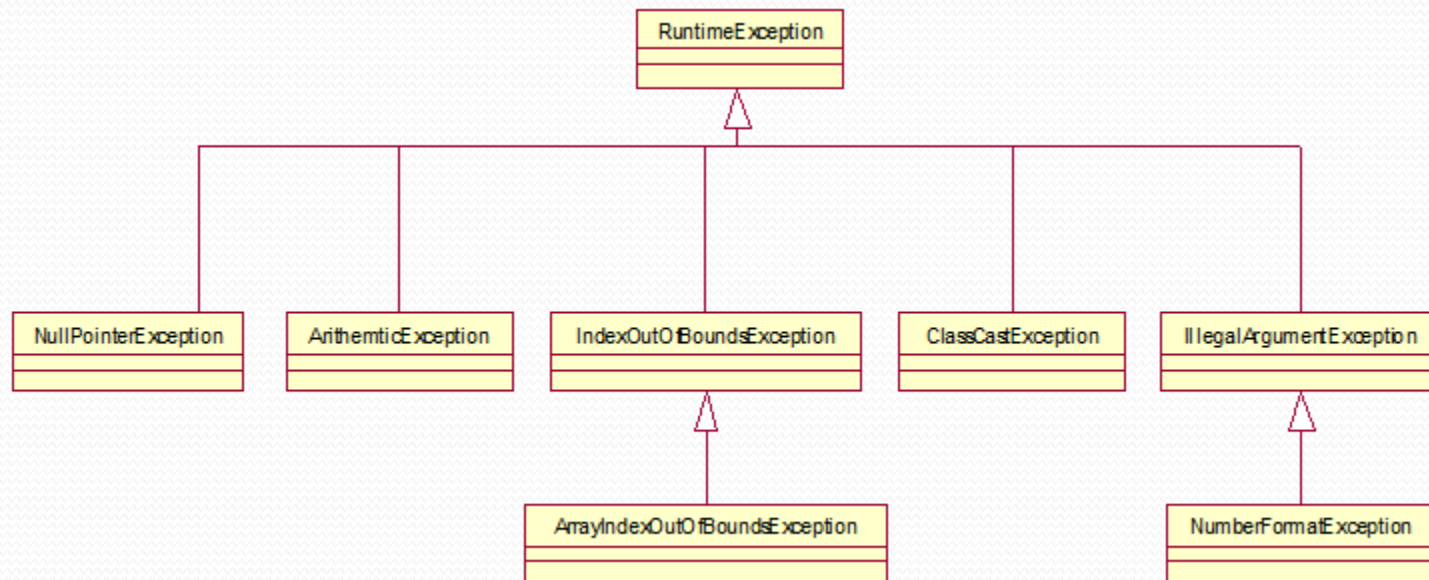 RuntimeException
NullPointerException
ArithemticException
IndexOutOfBoundsException
ClassCastException
IllegalArgumentException
ArrayIndexOutOfBoundsException
NumberFormatException